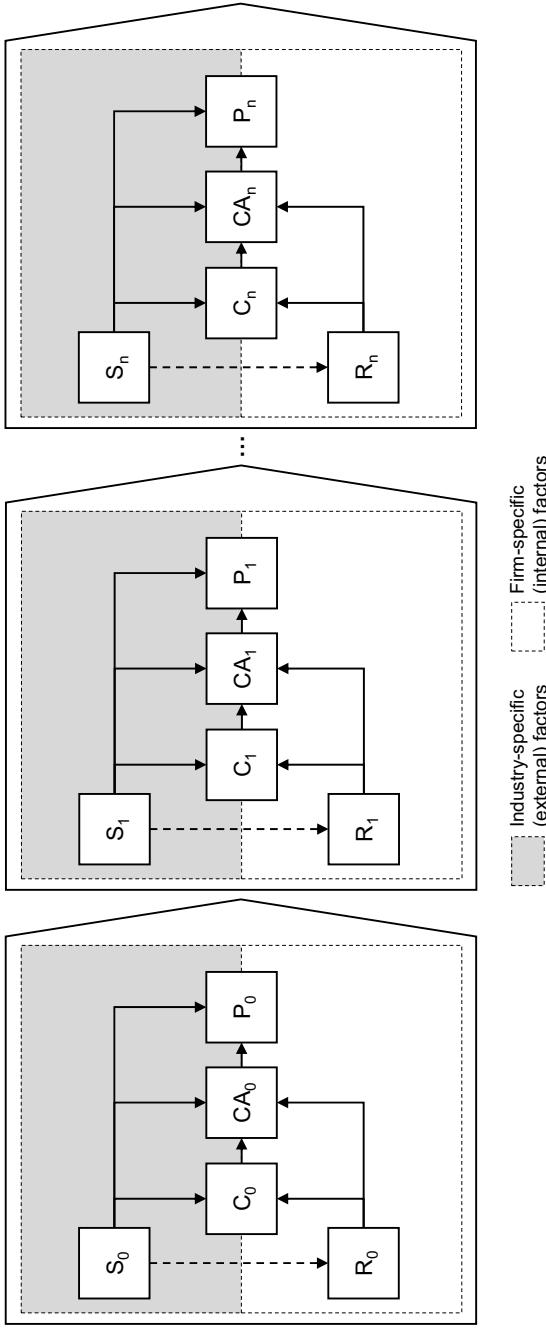 S₀
C₀ CA₀ P₀
R₀
S₁
C₁ CA₁ P₁
R₁
...
Sₙ
Cₙ CAₙ Pₙ
Rₙ
Industry-specific
(external) factors
Firm-specific
(internal) factors